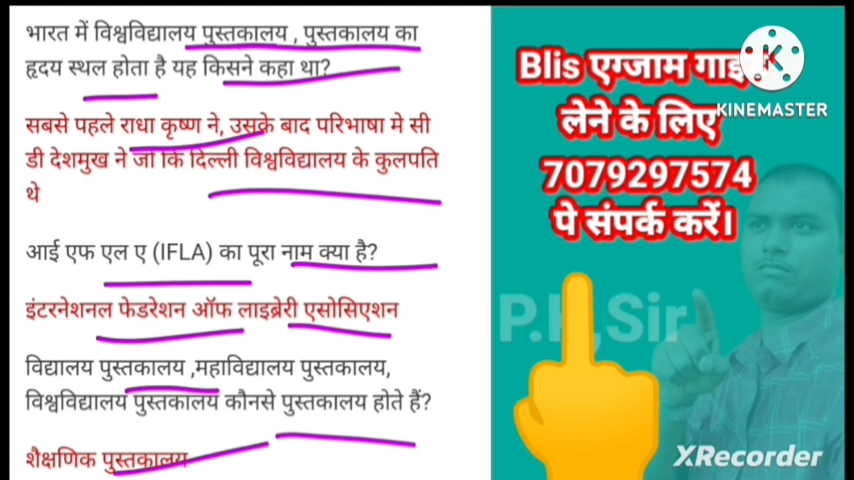 भारत में विश्वविद्यालय पुस्तकालय , पुस्तकालय का
हृदय स्थल होता है यह किसने कहा था?
सबसे पहले राधा कृष्ण ने, उसके बाद परिभाषा मे सी
डी देशमुख ने जो कि दिल्ली विश्वविद्यालय के कुलपति
थे
आई एफ एल ए (IFLA) का पूरा नाम क्या है?
इंटरनेशनल फेडरेशन ऑफ लाइब्रेरी एसोसिएशन
विद्यालय पुस्तकालय ,महाविद्यालय पुस्तकालय,
विश्वविद्यालय पुस्तकालय कौनसे पुस्तकालय होते हैं?
शैक्षणिक पुस्तकालय
Blis एग्जाम
लेने के लिए
7079297574
पे संपर्क करें।
KINEMASTER
Sir
XRecorder